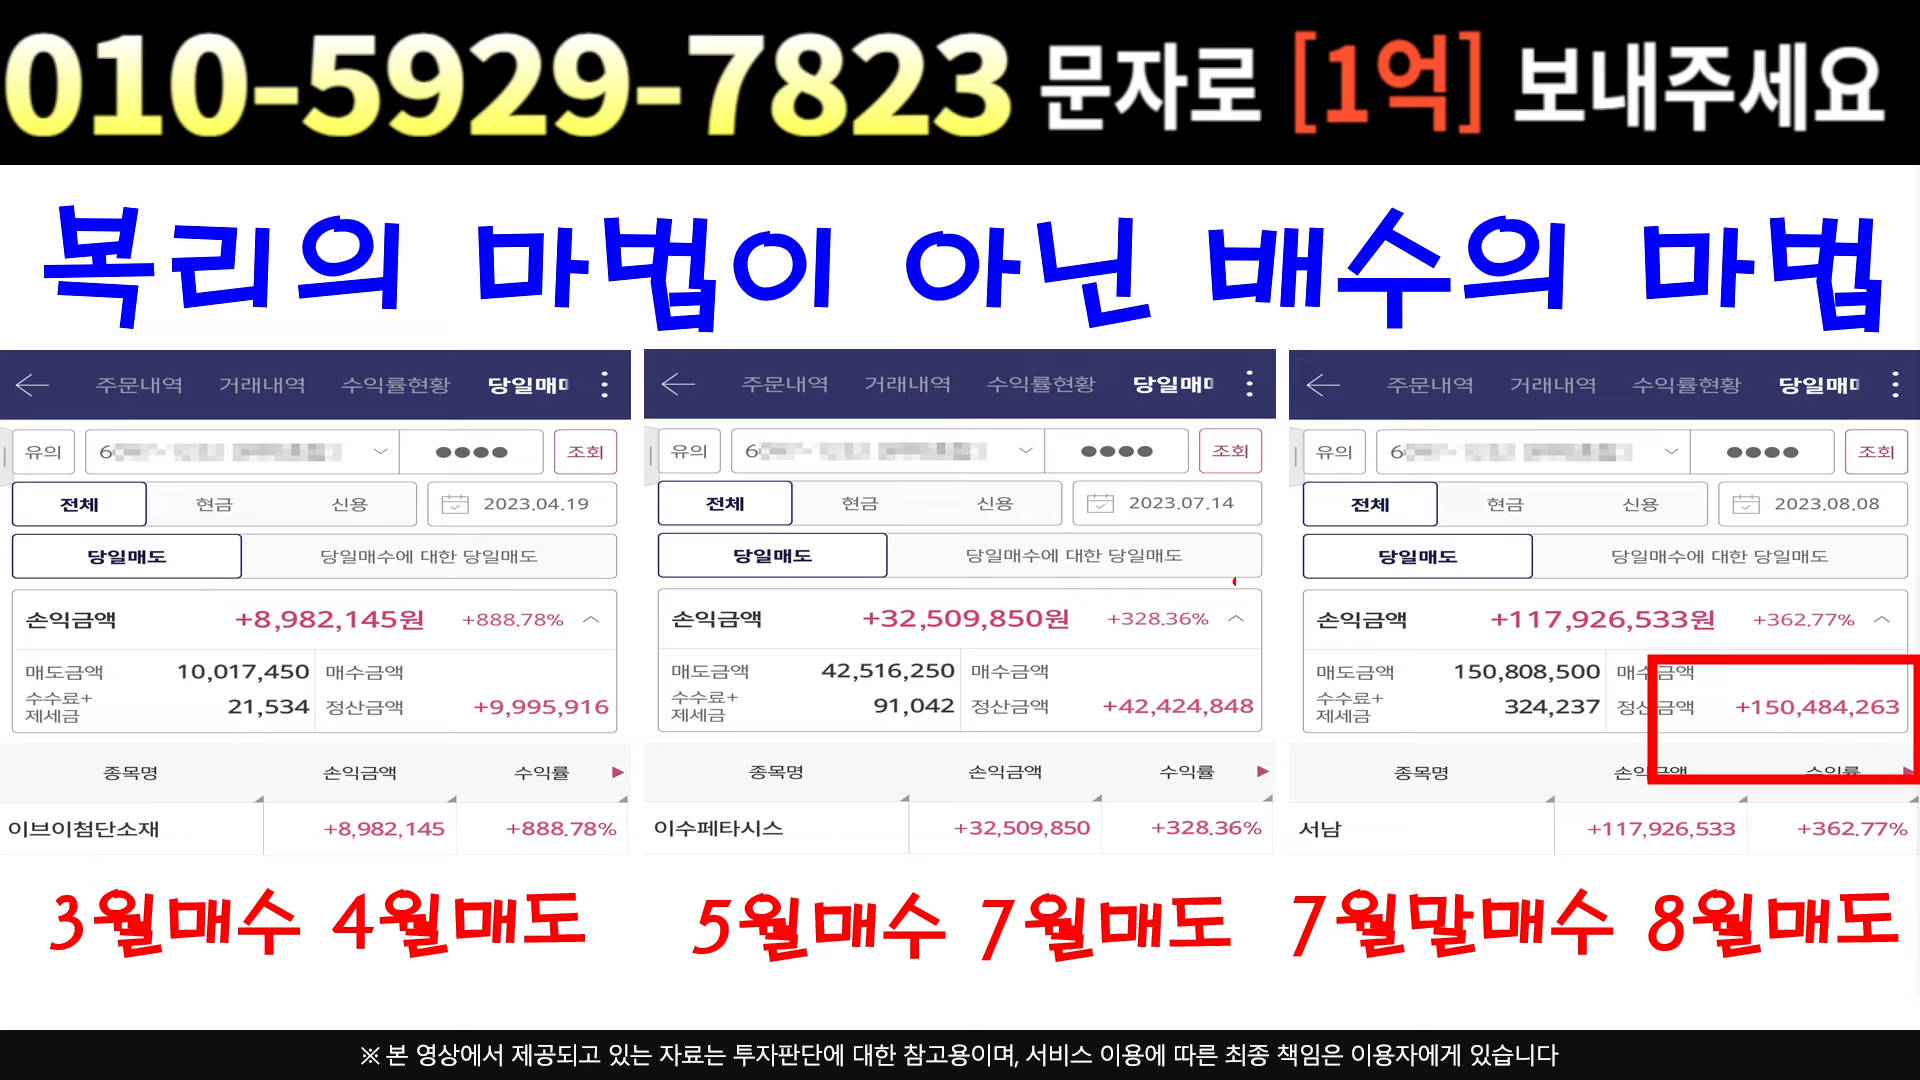 010-5929-7823 문자로 [1억] 보내주세요
복리의 마법이 아닌 배수의 마법
주문내역 거래내역 수익률현황 당일매
유의 6 ●●●● 조회
전체 현금 신용 2023.04.19
당일매도 당일매수에 대한 당일매도
손익금액 +8,982,145원 +888.78%
매도금액 10,017,450 매수금액
수수료+
제세금 21,534 정산금액 +9,995,916
종목명 손익금액 수익률
이브이첨단소재 +8,982,145 +888.78%
3월매수 4월매도
주문내역 거래내역 수익률현황 당일매
유의 6 ●●●● 조회
전체 현금 신용 2023.07.14
당일매도 당일매수에 대한 당일매도
손익금액 +32,509,850원 +328.36%
매도금액 42,516,250 매수금액
수수료+
제세금 91,042 정산금액 +42,424,848
종목명 손익금액 수익률
이수페타시스 +32,509,850 +328.36%
5월매수 7월매도
주문내역 거래내역 수익률현황 당일매
유의 6 ●●●● 조회
전체 현금 신용 2023.08.08
당일매도 당일매수에 대한 당일매도
손익금액 +117,926,533원 +362.77%
매도금액 150,808,500 매수금액
수수료+
제세금 324,237 정산금액 +150,484,263
종목명 손익금액 수익률
서남 +117,926,533 +362.77%
7월말매수 8월매도
※ 본 영상에서 제공되고 있는 자료는 투자판단에 대한 참고용이며, 서비스 이용에 따른 최종 책임은 이용자에게 있습니다